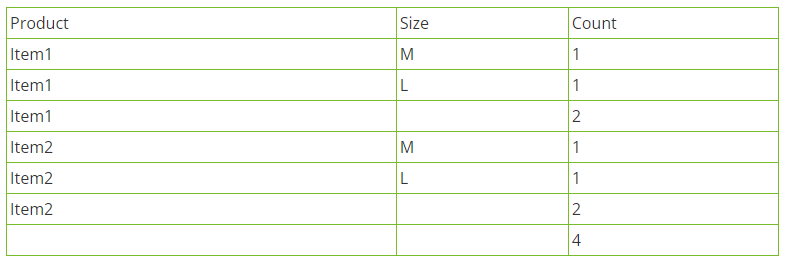 Product Size Count
Item1 M 1
Item1 L 1
Item1 2
Item2 M 1
Item2 L 1
Item2 2
4